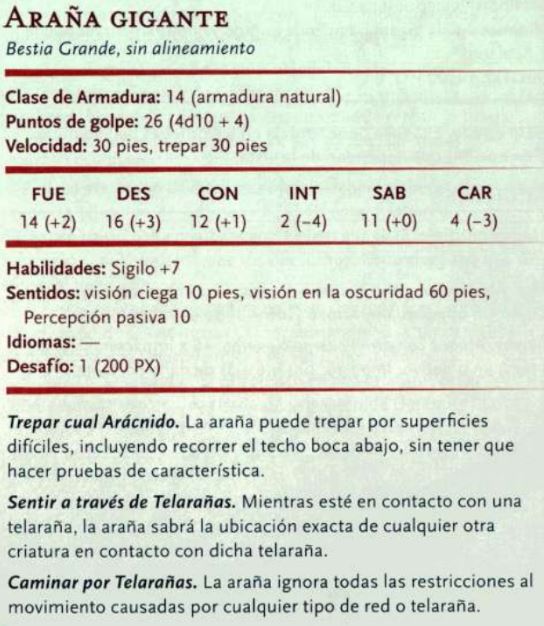 ARAÑA GIGANTE
Bestia Grande, sin alineamiento
Clase de Armadura: 14 (armadura natural)
Puntos de golpe: 26 (4d10 + 4)
Velocidad: 30 pies, trepar 30 pies
FUE DES CON INT SAB CAR
14 (+2) 16 (+3) 12 (+1) 2 (−4) 11 (+0) 4 (−3)
Habilidades: Sigilo +7
Sentidos: visión ciega 10 pies, visión en la oscuridad 60 pies,
Percepción pasiva 10
Idiomas: —
Desafío: 1 (200 PX)
Trepar cual Arácnido. La araña puede trepar por superficies
difíciles, incluyendo recorrer el techo boca abajo, sin tener que
hacer pruebas de característica.
Sentir a través de Telarañas. Mientras esté en contacto con una
telaraña, la araña sabrá la ubicación exacta de cualquier otra
criatura en contacto con dicha telaraña.
Caminar por Telarañas. La araña ignora todas las restricciones al
movimiento causadas por cualquier tipo de red o telaraña.